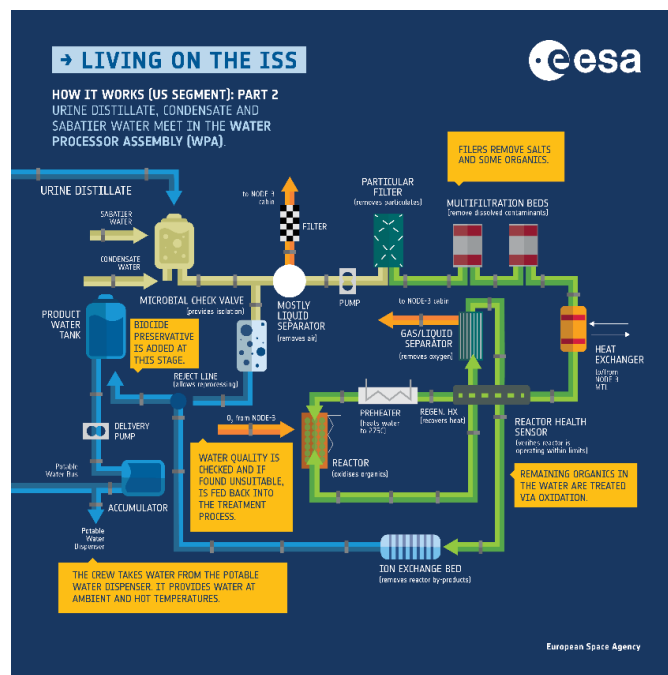 → LIVING ON THE ISS
esa
HOW IT WORKS (US SEGMENT): PART 2
URINE DISTILLATE, CONDENSATE AND
SABATIER WATER MEET IN THE WATER
PROCESSOR ASSEMBLY (WPA).
FILERS REMOVE SALTS
AND SOME ORGANICS.
URINE DISTILLATE
to NODE 3
cabin
PARTICULAR
FILTER
(removes particulates)
MULTIFILTRATION BEDS
(remove dissolved contaminants)
SABATIER
WATER
FILTER
CONDENSATE
WATER
MICROBIAL CHECK VALVE
(provides isolation)
MOSTLY
LIQUID
SEPARATOR
(removes air)
PUMP
to NODE-3 cabin
GAS/LIQUID
SEPARATOR
(removes oxygen)
HEAT
EXCHANGER
to/from
NODE 3
MTL
PRODUCT
WATER
TANK
BIOCIDE
PRESERVATIVE
IS ADDED AT
THIS STAGE.
REJECT LINE
(allows reprocessing)
PREHEATER
(heats water
to 275C)
REGEN. HX
(recovers heat)
REACTOR HEALTH
SENSOR
(verifies reactor is
operating within limits)
O₂ from NODE-3
REACTOR
(oxidises organics)
DELIVERY
PUMP
WATER QUALITY IS
CHECKED AND IF
FOUND UNSUITABLE,
IS FED BACK INTO
THE TREATMENT
PROCESS.
REMAINING ORGANICS IN
THE WATER ARE TREATED
VIA OXIDATION.
Potable
Water Bus
ACCUMULATOR
Potable
Water
Dispenser
ION EXCHANGE BED
(removes reactor by-products)
THE CREW TAKES WATER FROM THE POTABLE
WATER DISPENSER. IT PROVIDES WATER AT
AMBIENT AND HOT TEMPERATURES.
European Space Agency